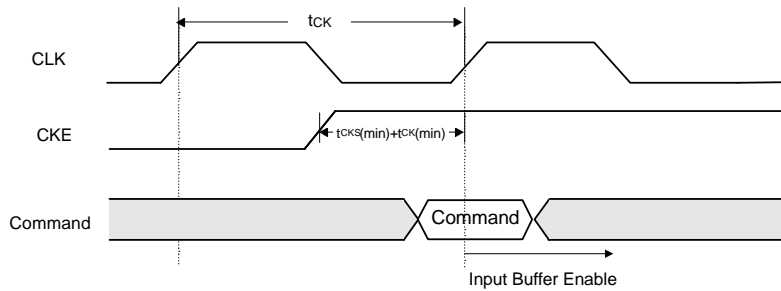 tCK
CLK
CKE
tCKS(min)+tCK(min)
Command
Command
Input Buffer Enable